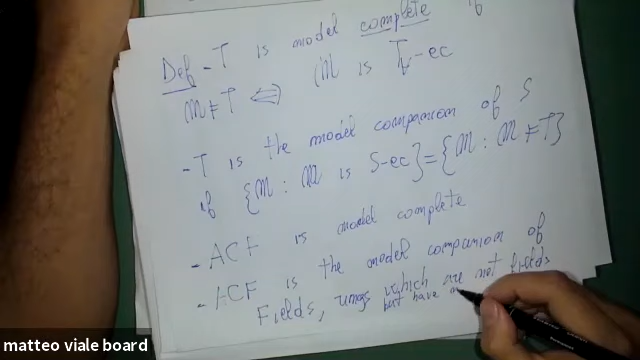 Def - T is model complete if
M ⊨ T ⇔ M is T∀-ec
- T is the model companion of S
if {M : M is S-ec} = {M : M ⊨ T}
- ACF is model complete
- ACF is the model companion of
Fields, rings which are not fields
but have
matteo viale board